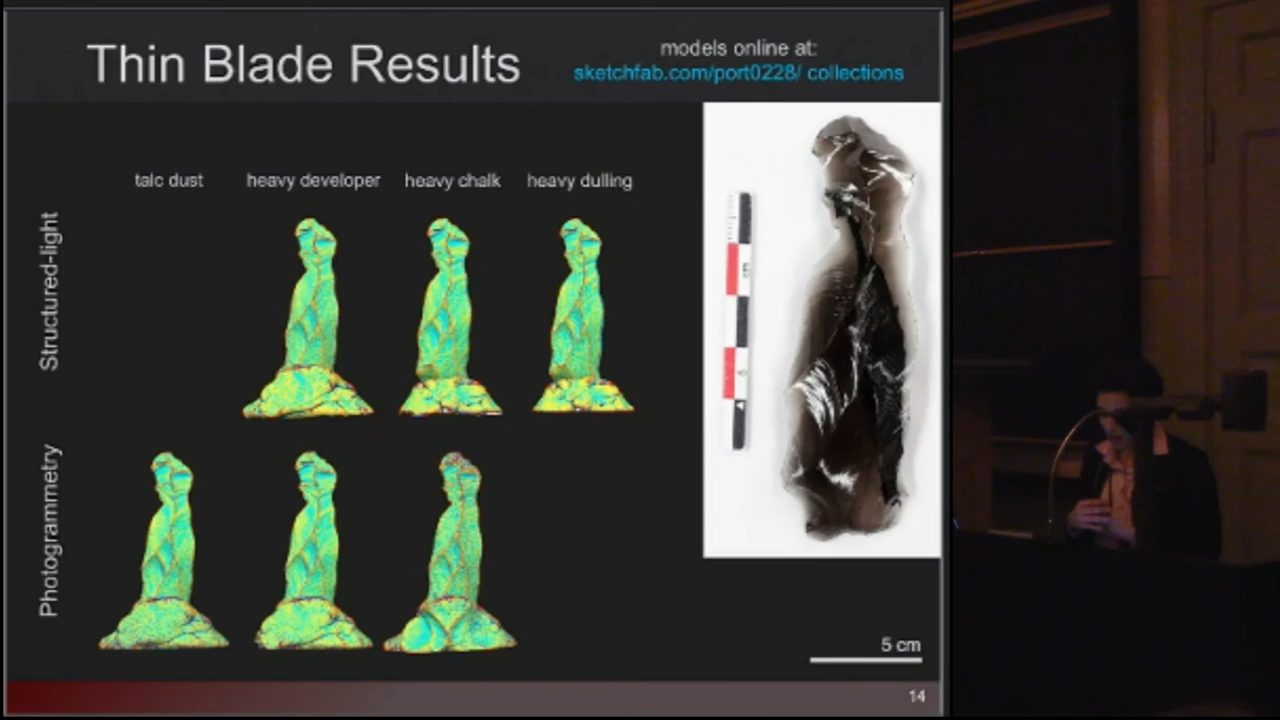 Thin Blade Results
models online at:
sketchfab.com/port0228/ collections
talc dust
heavy developer
heavy chalk
heavy dulling
Structured-light
Photogrammetry
cm
5 cm
14